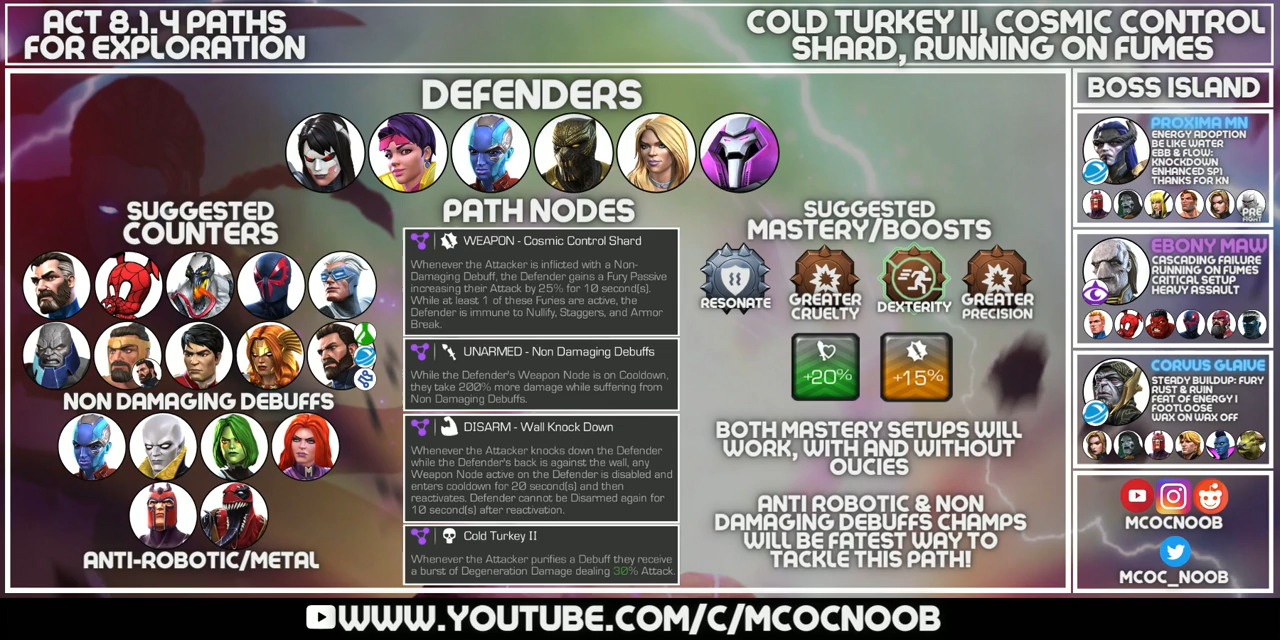 ACT 8.1.4 PATHS
FOR EXPLORATION
COLD TURKEY II, COSMIC CONTROL
SHARD, RUNNING ON FUMES
DEFENDERS
SUGGESTED
COUNTERS
NON DAMAGING DEBUFFS
ANTI-ROBOTIC/METAL
PATH NODES
WEAPON - Cosmic Control Shard
Whenever the Attacker is inflicted with a Non-
Damaging Debuff, the Defender gains a Fury Passive
increasing their Attack by 25% for 10 second(s).
While at least 1 of these Furies are active, the
Defender is immune to Nullify, Staggers, and Armor
Break.
UNARMED - Non Damaging Debuffs
While the Defender's Weapon Node is on Cooldown,
they take 200% more damage while suffering from
Non Damaging Debuffs.
DISARM - Wall Knock Down
Whenever the Attacker knocks down the Defender
while the Defender's back is against the wall, any
Weapon Node active on the Defender is disabled and
enters cooldown for 20 second(s) and then
reactivates. Defender cannot be Disarmed again for
10 second(s) after reactivation.
Cold Turkey II
Whenever the Attacker purifies a Debuff they receive
a burst of Degeneration Damage dealing 30% Attack.
SUGGESTED
MASTERY/BOOSTS
RESONATE
GREATER
CRUELTY
DEXTERITY
GREATER
PRECISION
+20%
+15%
BOTH MASTERY SETUPS WILL
WORK, WITH AND WITHOUT
OUCIES
ANTI ROBOTIC & NON
DAMAGING DEBUFFS CHAMPS
WILL BE FATEST WAY TO
TACKLE THIS PATH!
BOSS ISLAND
PROXIMA MN
ENERGY ADOPTION
BE LIKE WATER
EBB & FLOW:
KNOCKDOWN
ENHANCED SP1
THANKS FOR KN
PRE
FIGHT
EBONY MAW
CASCADING FAILURE
RUNNING ON FUMES
CRITICAL SETUP
HEAVY ASSAULT
CORVUS GLAIVE
STEADY BUILDUP: FURY
RUST & RUIN
FEAT OF ENERGY I
FOOTLOOSE
WAX ON WAX OFF
MCOCNOOB
MCOC_NOOB
WWW.YOUTUBE.COM/C/MCOCNOOB